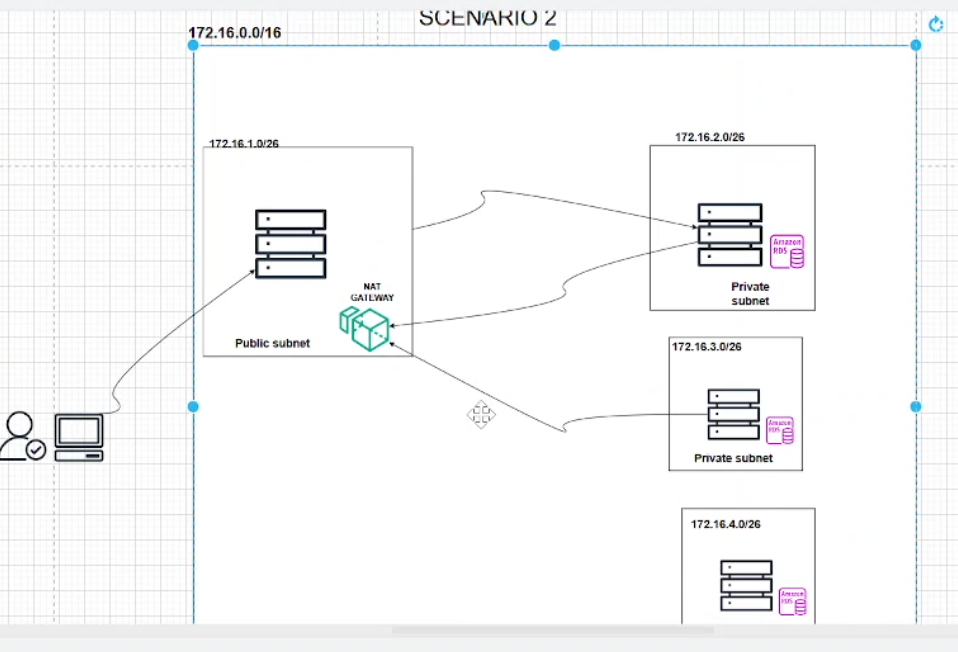 SCENARIO 2
172.16.0.0/16
172.16.1.0/26
172.16.2.0/26
Amazon
RDS
NAT
GATEWAY
Private
subnet
Public subnet
172.16.3.0/26
Amazon
RDS
Private subnet
172.16.4.0/26
Amazon
RDS